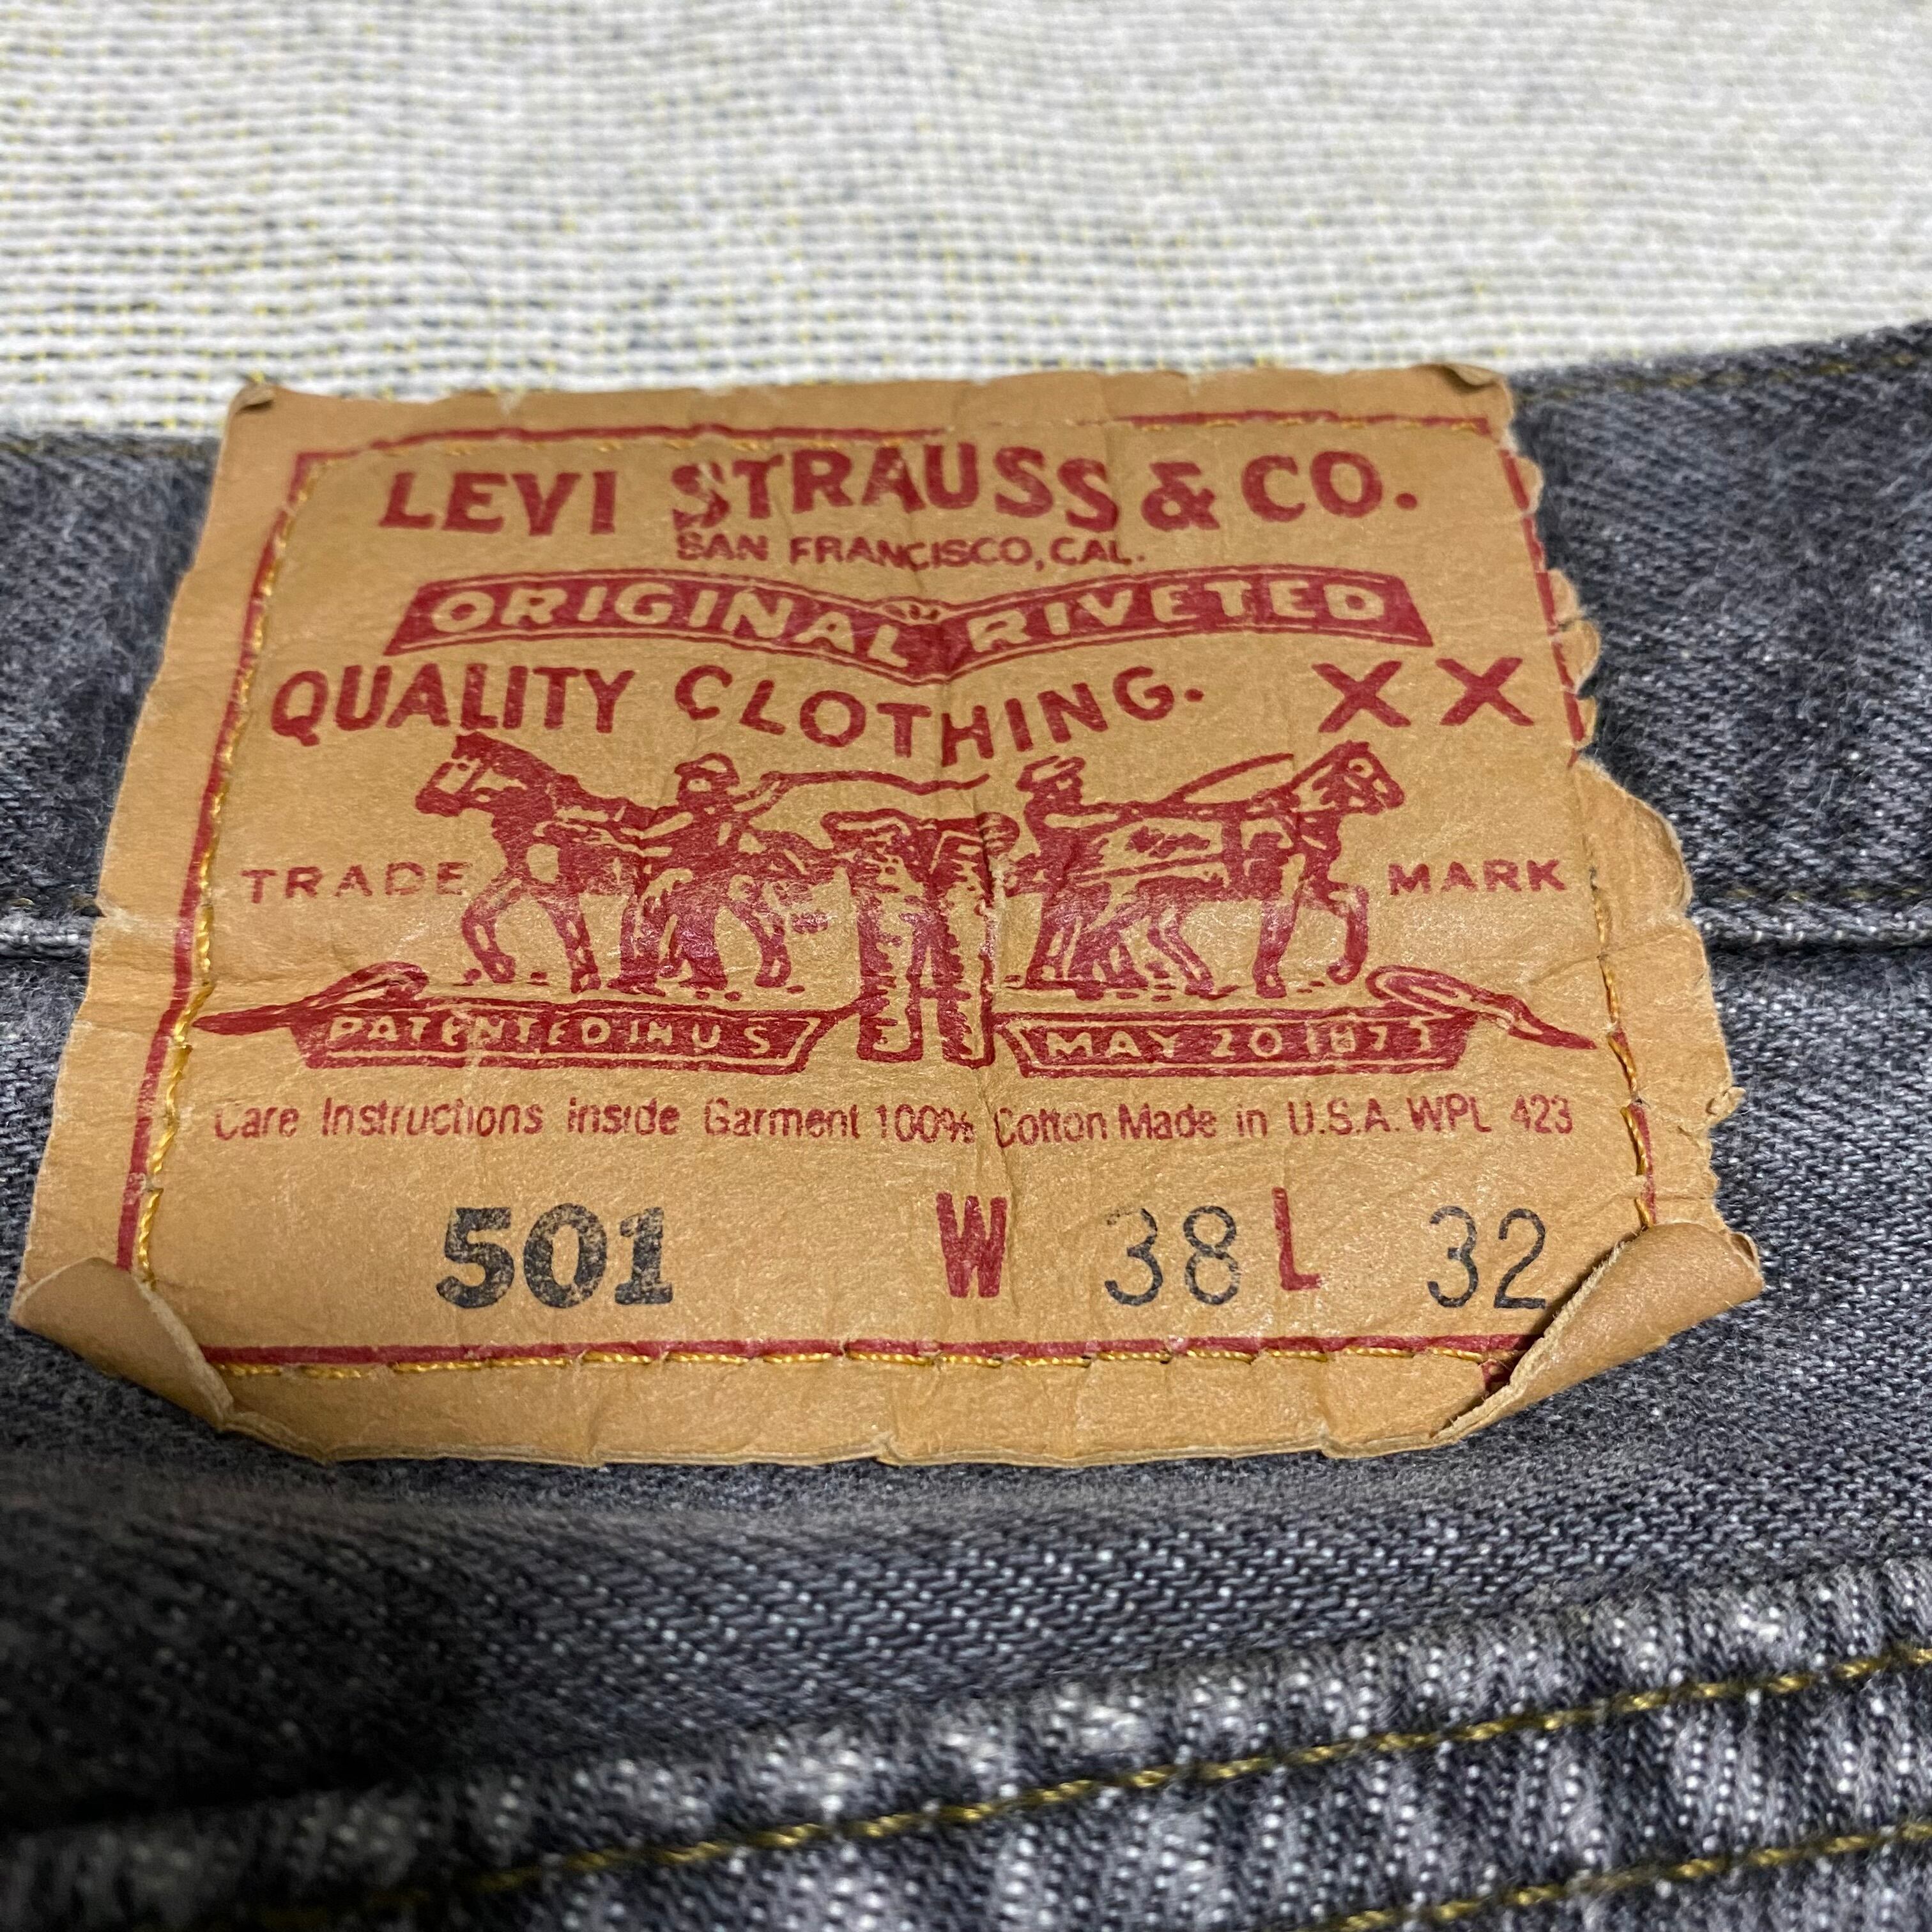 LEVI STRAUSS & CO.
SAN FRANCISCO, CAL.
ORIGINAL RIVETED
QUALITY CLOTHING. XX
TRADE MARK
PATENTED IN U S MAY 20 1873
Care Instructions inside Garment 100% Cotton Made in U.S.A. WPL 423
501 W 38 L 32